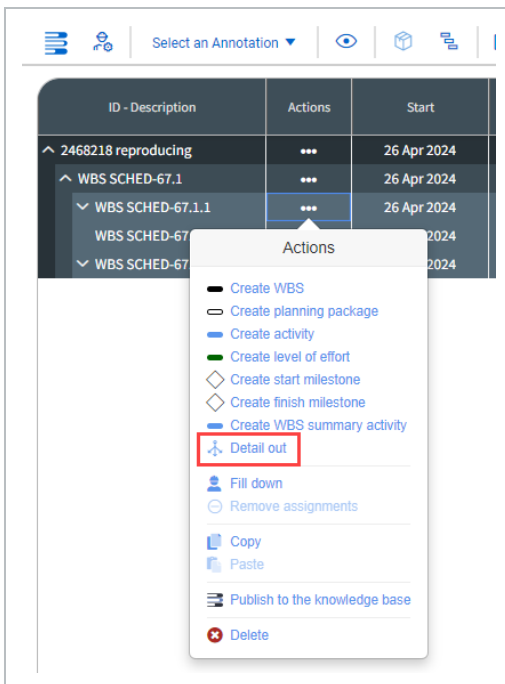 Select an Annotation
ID - Description Actions Start
2468218 reproducing ••• 26 Apr 2024
WBS SCHED-67.1 ••• 26 Apr 2024
WBS SCHED-67.1.1 ••• 26 Apr 2024
WBS SCHED-67 2024
WBS SCHED-67 2024
Actions
Create WBS
Create planning package
Create activity
Create level of effort
Create start milestone
Create finish milestone
Create WBS summary activity
Detail out
Fill down
Remove assignments
Copy
Paste
Publish to the knowledge base
Delete